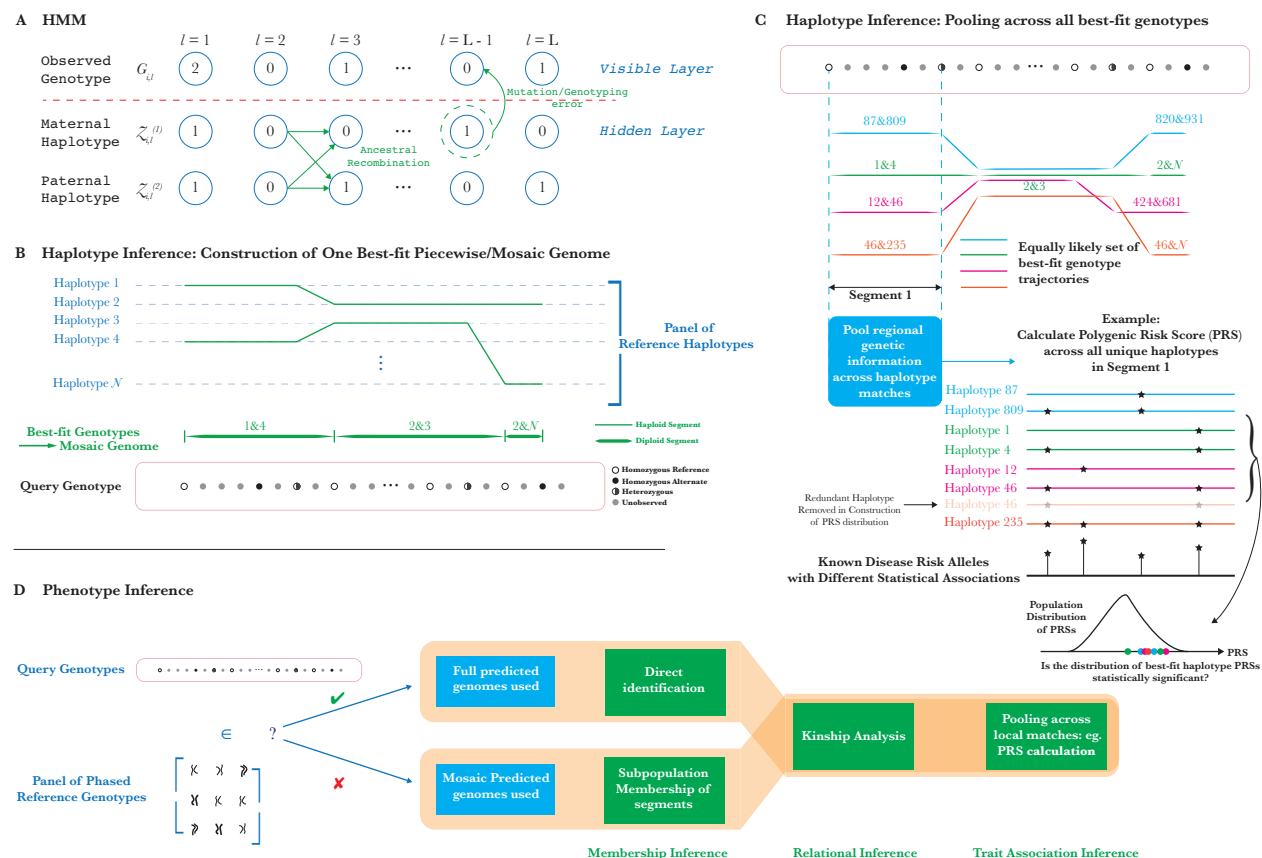 A HMM
l = 1 l = 2 l = 3 l = L - 1 l = L
Observed
Genotype
G i,l
2 0 1 ... 0 1
Visible Layer
Mutation/Genotyping
error
Maternal
Haplotype
Z i,l (1)
1 0 0 ... 1 0
Hidden Layer
Ancestral
Recombination
Paternal
Haplotype
Z i,l (2)
1 0 1 ... 0 1
B Haplotype Inference: Construction of One Best-fit Piecewise/Mosaic Genome
Haplotype 1
Haplotype 2
Haplotype 3
Haplotype 4
Haplotype N
Panel of
Reference Haplotypes
Best-fit Genotypes
Mosaic Genome
1&4 2&3 2&N
Haploid Segment
Diploid Segment
Query Genotype
Homozygous Reference
Homozygous Alternate
Heterozygous
Unobserved
C Haplotype Inference: Pooling across all best-fit genotypes
87&809 820&931
1&4 2&N
2&3
12&46 424&681
46&235 46&N
Equally likely set of
best-fit genotype
trajectories
Segment 1
Pool regional
genetic
information
across haplotype
matches
Example:
Calculate Polygenic Risk Score (PRS)
across all unique haplotypes
in Segment 1
Haplotype 87
Haplotype 809
Haplotype 1
Haplotype 4
Haplotype 12
Haplotype 46
Haplotype 46
Haplotype 235
Redundant Haplotype
Removed in Construction
of PRS distribution
Known Disease Risk Alleles
with Different Statistical Associations
Population
Distribution
of PRSs
PRS
Is the distribution of best-fit haplotype PRSs
statistically significant?
D Phenotype Inference
Query Genotypes
∈ ?
Panel of Phased
Reference Genotypes
Full predicted
genomes used
Direct
identification
Mosaic Predicted
genomes used
Subpopulation
Membership of
segments
Kinship Analysis
Pooling across
local matches: eg.
PRS calculation
Membership Inference Relational Inference Trait Association Inference